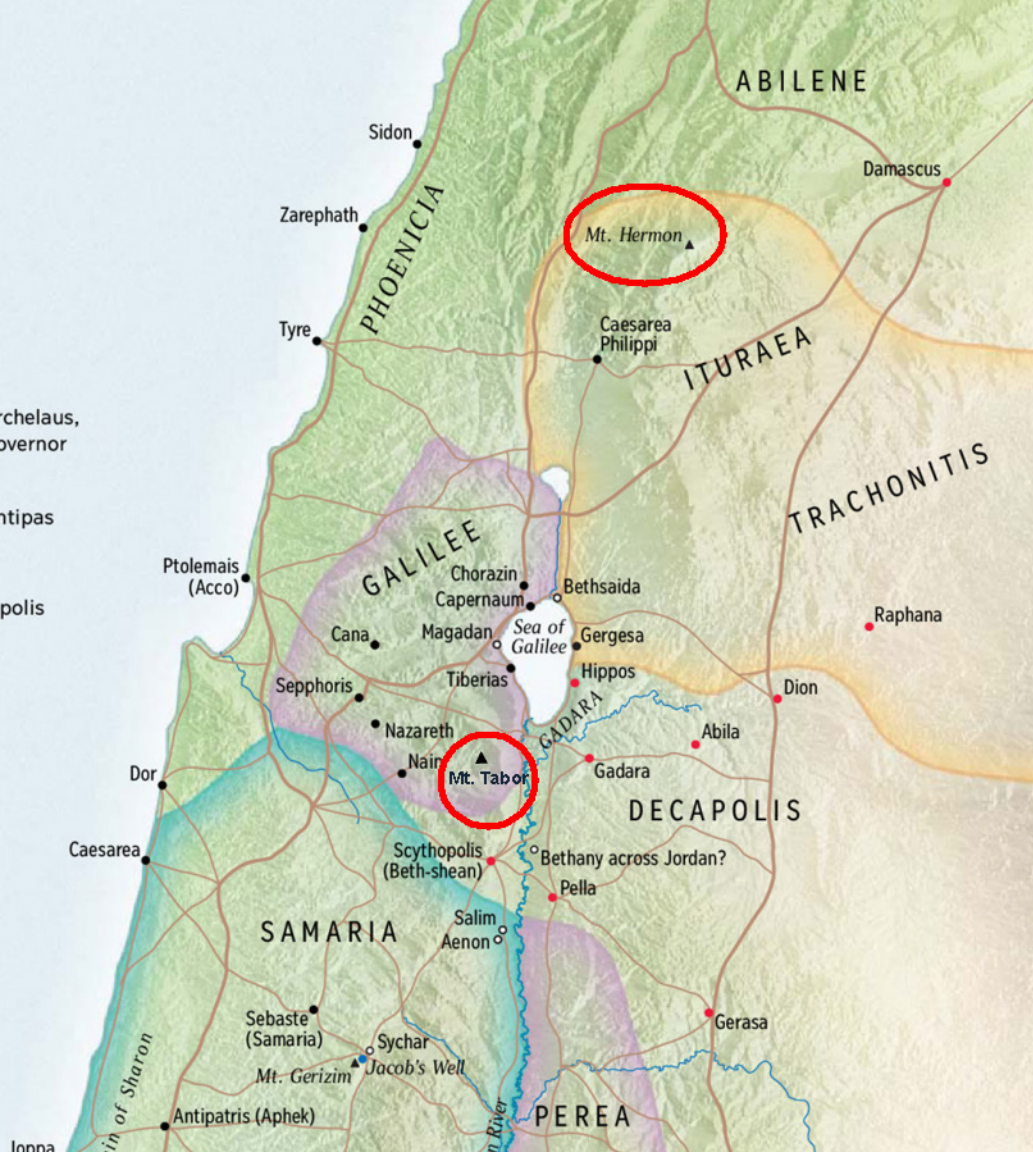 ABILENE
Sidon
Damascus
Zarephath
PHOENICIA
Mt. Hermon
Tyre
Caesarea
Philippi
ITURAEA
rchelaus,
overnor
TRACHONITIS
ntipas
GALILEE
Ptolemais
(Acco)
Chorazin
Bethsaida
Capernaum
polis
Raphana
Cana
Magadan
Sea of
Galilee
Gergesa
Tiberias
Hippos
Sepphoris
Dion
GADARA
Nazareth
Abila
Nain
Mt. Tabor
Gadara
Dor
DECAPOLIS
Caesarea
Scythopolis
(Beth-shean)
Bethany across Jordan?
Pella
Salim
SAMARIA
Aenon
Sebaste
(Samaria)
Gerasa
Sychar
Jacob's Well
Mt. Gerizim
in of Sharon
Antipatris (Aphek)
PEREA
n River
Joppa